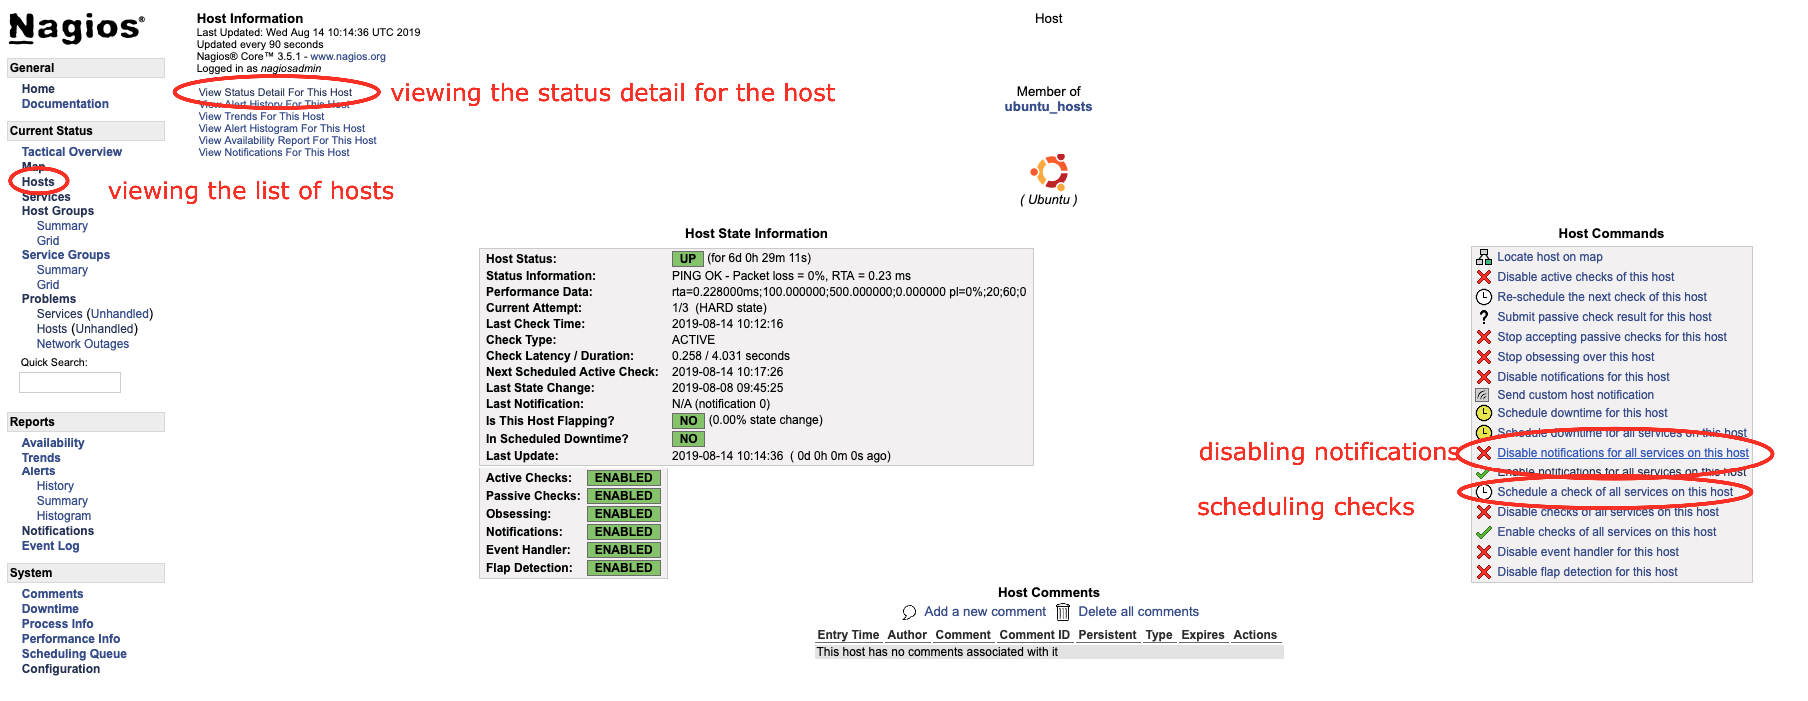 Nagios®
General
Home
Documentation
Current Status
Tactical Overview
Map
Hosts
viewing the list of hosts
Services
Host Groups
Summary
Grid
Service Groups
Summary
Grid
Problems
Services (Unhandled)
Hosts (Unhandled)
Network Outages
Quick Search:
Reports
Availability
Trends
Alerts
History
Summary
Histogram
Notifications
Event Log
System
Comments
Downtime
Process Info
Performance Info
Scheduling Queue
Configuration
Host Information
Last Updated: Wed Aug 14 10:14:36 UTC 2019
Updated every 90 seconds
Nagios® Core™ 3.5.1 - www.nagios.org
Logged in as nagiosadmin
View Status Detail For This Host
viewing the status detail for the host
View Alert History For This Host
View Trends For This Host
View Alert Histogram For This Host
View Availability Report For This Host
View Notifications For This Host
Host
Member of
ubuntu_hosts
( Ubuntu )
Host State Information
Host Status: UP (for 6d 0h 29m 11s)
Status Information: PING OK - Packet loss = 0%, RTA = 0.23 ms
Performance Data: rta=0.228000ms;100.000000;500.000000;0.000000 pl=0%;20;60;0
Current Attempt: 1/3 (HARD state)
Last Check Time: 2019-08-14 10:12:16
Check Type: ACTIVE
Check Latency / Duration: 0.258 / 4.031 seconds
Next Scheduled Active Check: 2019-08-14 10:17:26
Last State Change: 2019-08-08 09:45:25
Last Notification: N/A (notification 0)
Is This Host Flapping? NO (0.00% state change)
In Scheduled Downtime? NO
Last Update: 2019-08-14 10:14:36 ( 0d 0h 0m 0s ago)
Active Checks: ENABLED
Passive Checks: ENABLED
Obsessing: ENABLED
Notifications: ENABLED
Event Handler: ENABLED
Flap Detection: ENABLED
Host Commands
Locate host on map
Disable active checks of this host
Re-schedule the next check of this host
? Submit passive check result for this host
Stop accepting passive checks for this host
Stop obsessing over this host
Disable notifications for this host
Send custom host notification
Schedule downtime for this host
Schedule downtime for all services on this host
disabling notifications
Disable notifications for all services on this host
Enable notifications for all services on this host
scheduling checks
Schedule a check of all services on this host
Disable checks of all services on this host
Enable checks of all services on this host
Disable event handler for this host
Disable flap detection for this host
Host Comments
Add a new comment Delete all comments
Entry Time Author Comment Comment ID Persistent Type Expires Actions
This host has no comments associated with it